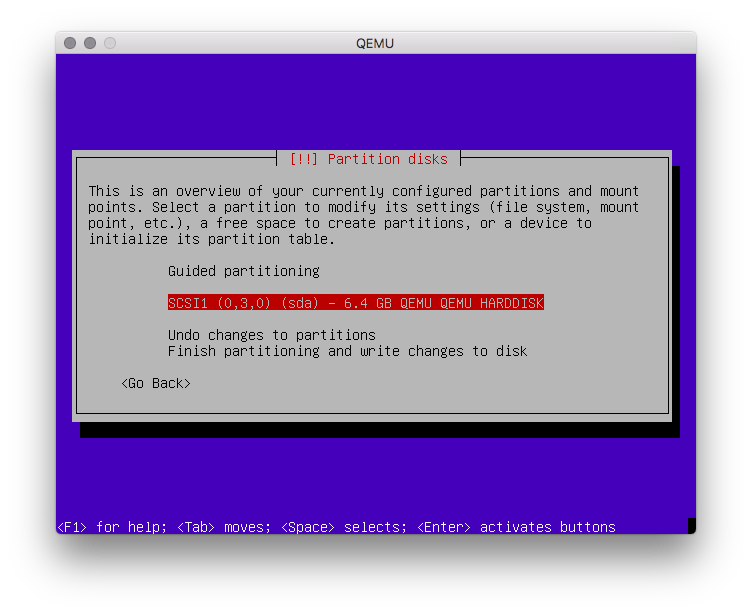 QEMU
[!!] Partition disks
This is an overview of your currently configured partitions and mount
points. Select a partition to modify its settings (file system, mount
point, etc.), a free space to create partitions, or a device to
initialize its partition table.
Guided partitioning
SCSI1 (0,3,0) (sda) - 6.4 GB QEMU QEMU HARDDISK
Undo changes to partitions
Finish partitioning and write changes to disk
<Go Back>
<F1> for help; <Tab> moves; <Space> selects; <Enter> activates buttons